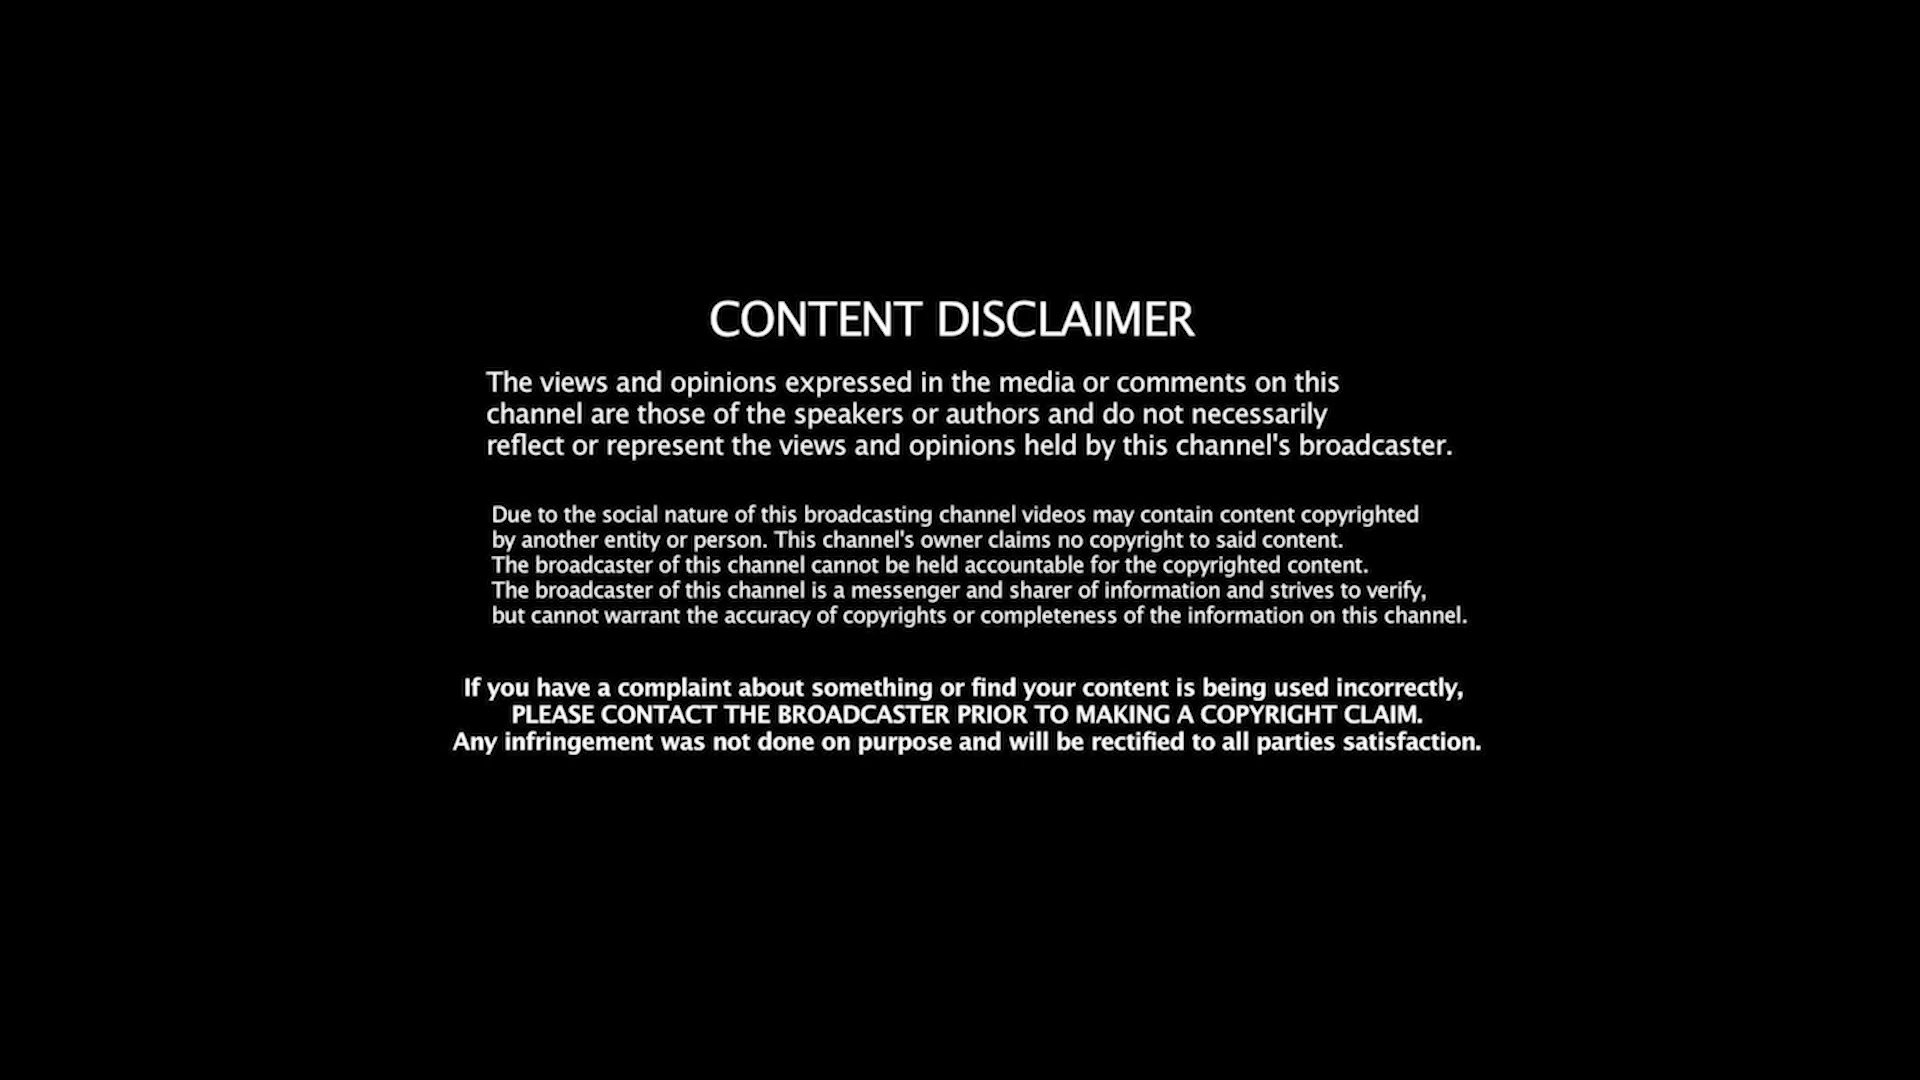 CONTENT DISCLAIMER
The views and opinions expressed in the media or comments on this
channel are those of the speakers or authors and do not necessarily
reflect or represent the views and opinions held by this channel's broadcaster.
Due to the social nature of this broadcasting channel videos may contain content copyrighted
by another entity or person. This channel's owner claims no copyright to said content.
The broadcaster of this channel cannot be held accountable for the copyrighted content.
The broadcaster of this channel is a messenger and sharer of information and strives to verify,
but cannot warrant the accuracy of copyrights or completeness of the information on this channel.
If you have a complaint about something or find your content is being used incorrectly,
PLEASE CONTACT THE BROADCASTER PRIOR TO MAKING A COPYRIGHT CLAIM.
Any infringement was not done on purpose and will be rectified to all parties satisfaction.